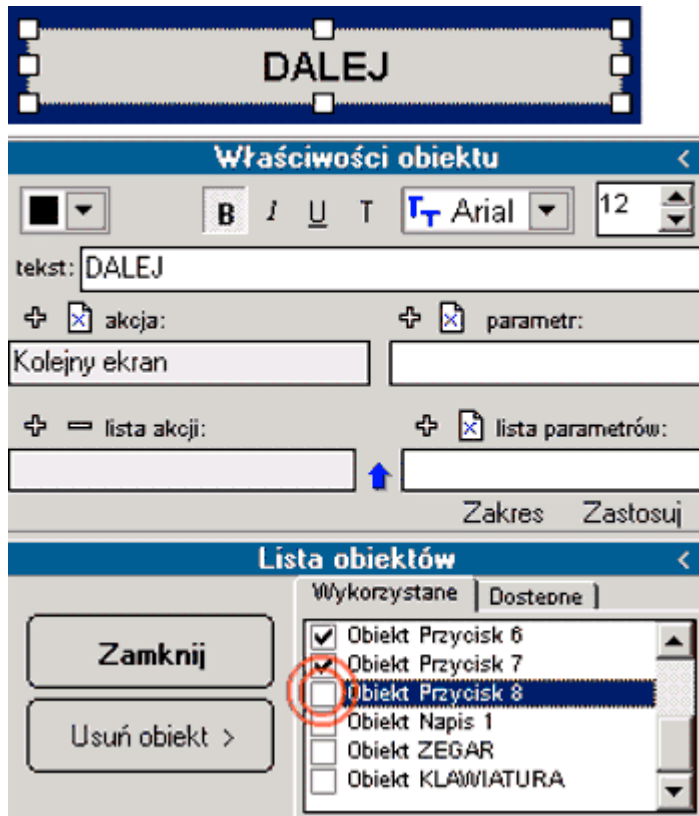 DALEJ
Właściwości obiektu <
B I U T Arial 12
tekst: DALEJ
akcja: parametr:
Kolejny ekran
lista akcji: lista parametrów:
Zakres Zastosuj
Lista obiektów <
Wykorzystane Dostępne
Zamknij
Usuń obiekt >
Obiekt Przycisk 6
Obiekt Przycisk 7
Obiekt Przycisk 8
Obiekt Napis 1
Obiekt ZEGAR
Obiekt KLAWIATURA